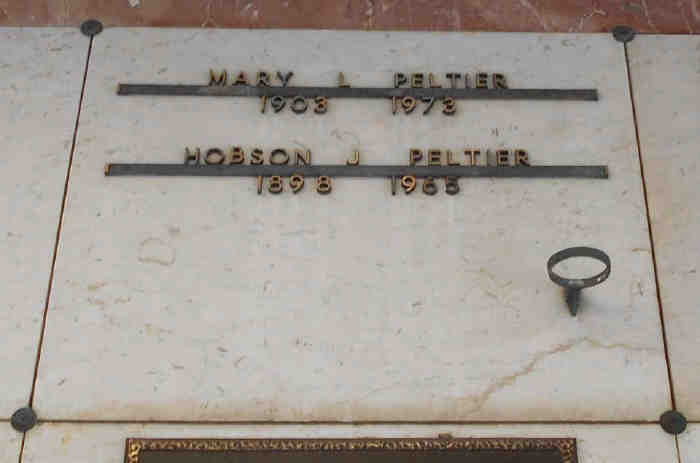 MARY L PELTIER
1903 1973
HOBSON J PELTIER
1898 1965